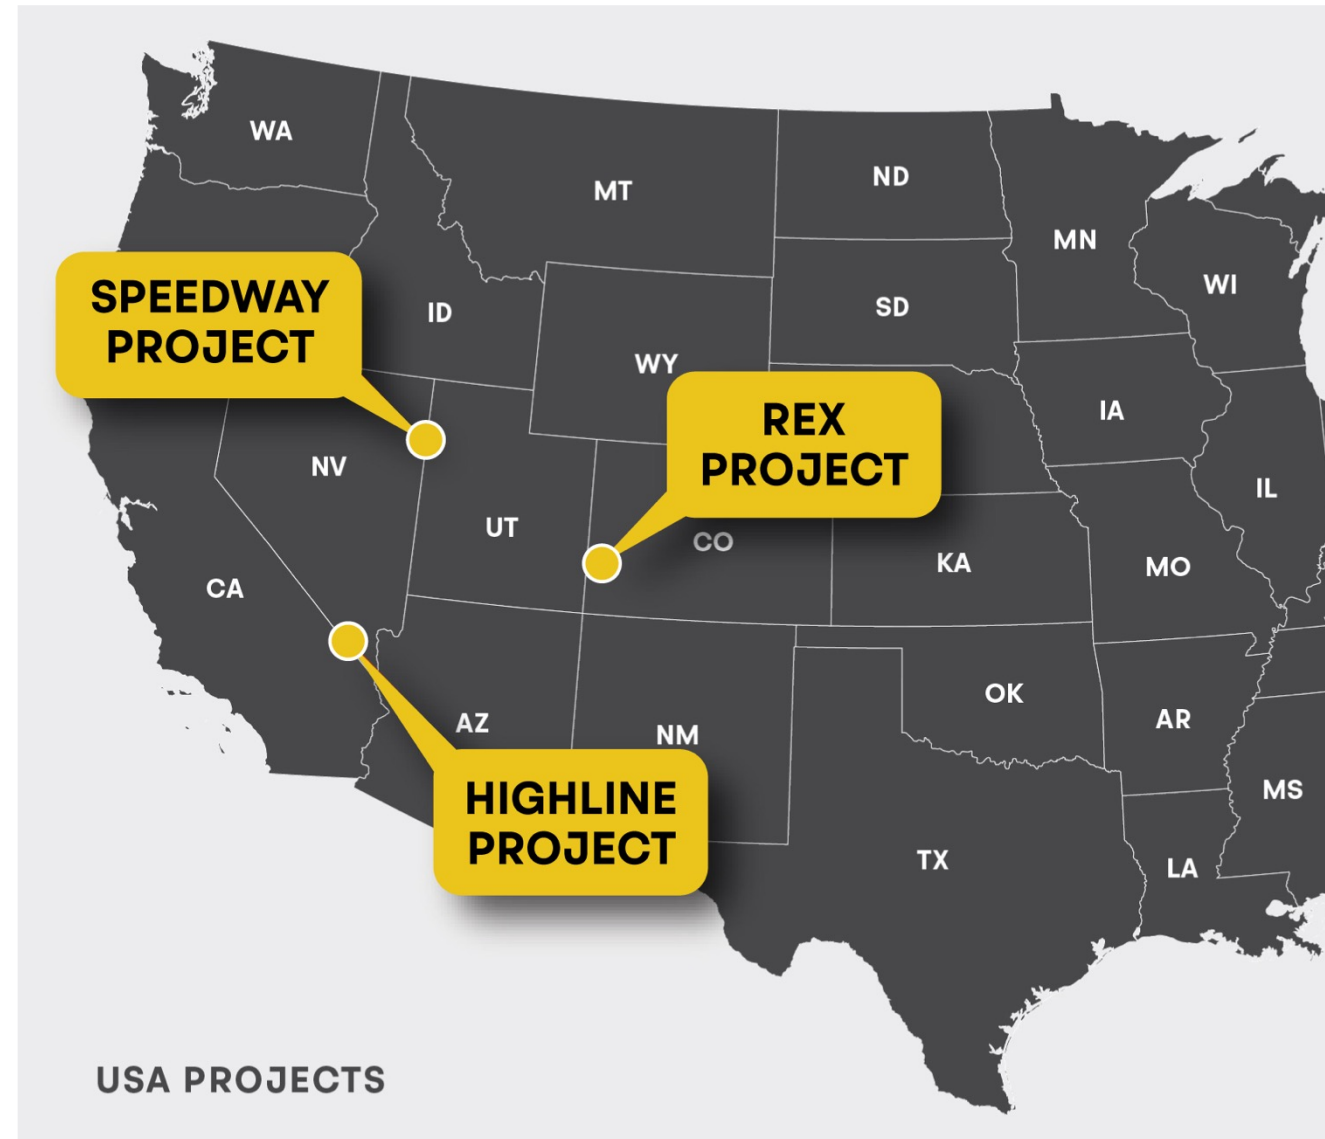 WA
MT
ND
MN
SPEEDWAY
PROJECT
ID
SD
WI
WY
REX
PROJECT
IA
NV
IL
UT
CO
KA
MO
CA
OK
AZ
NM
AR
HIGHLINE
PROJECT
MS
TX
LA
USA PROJECTS